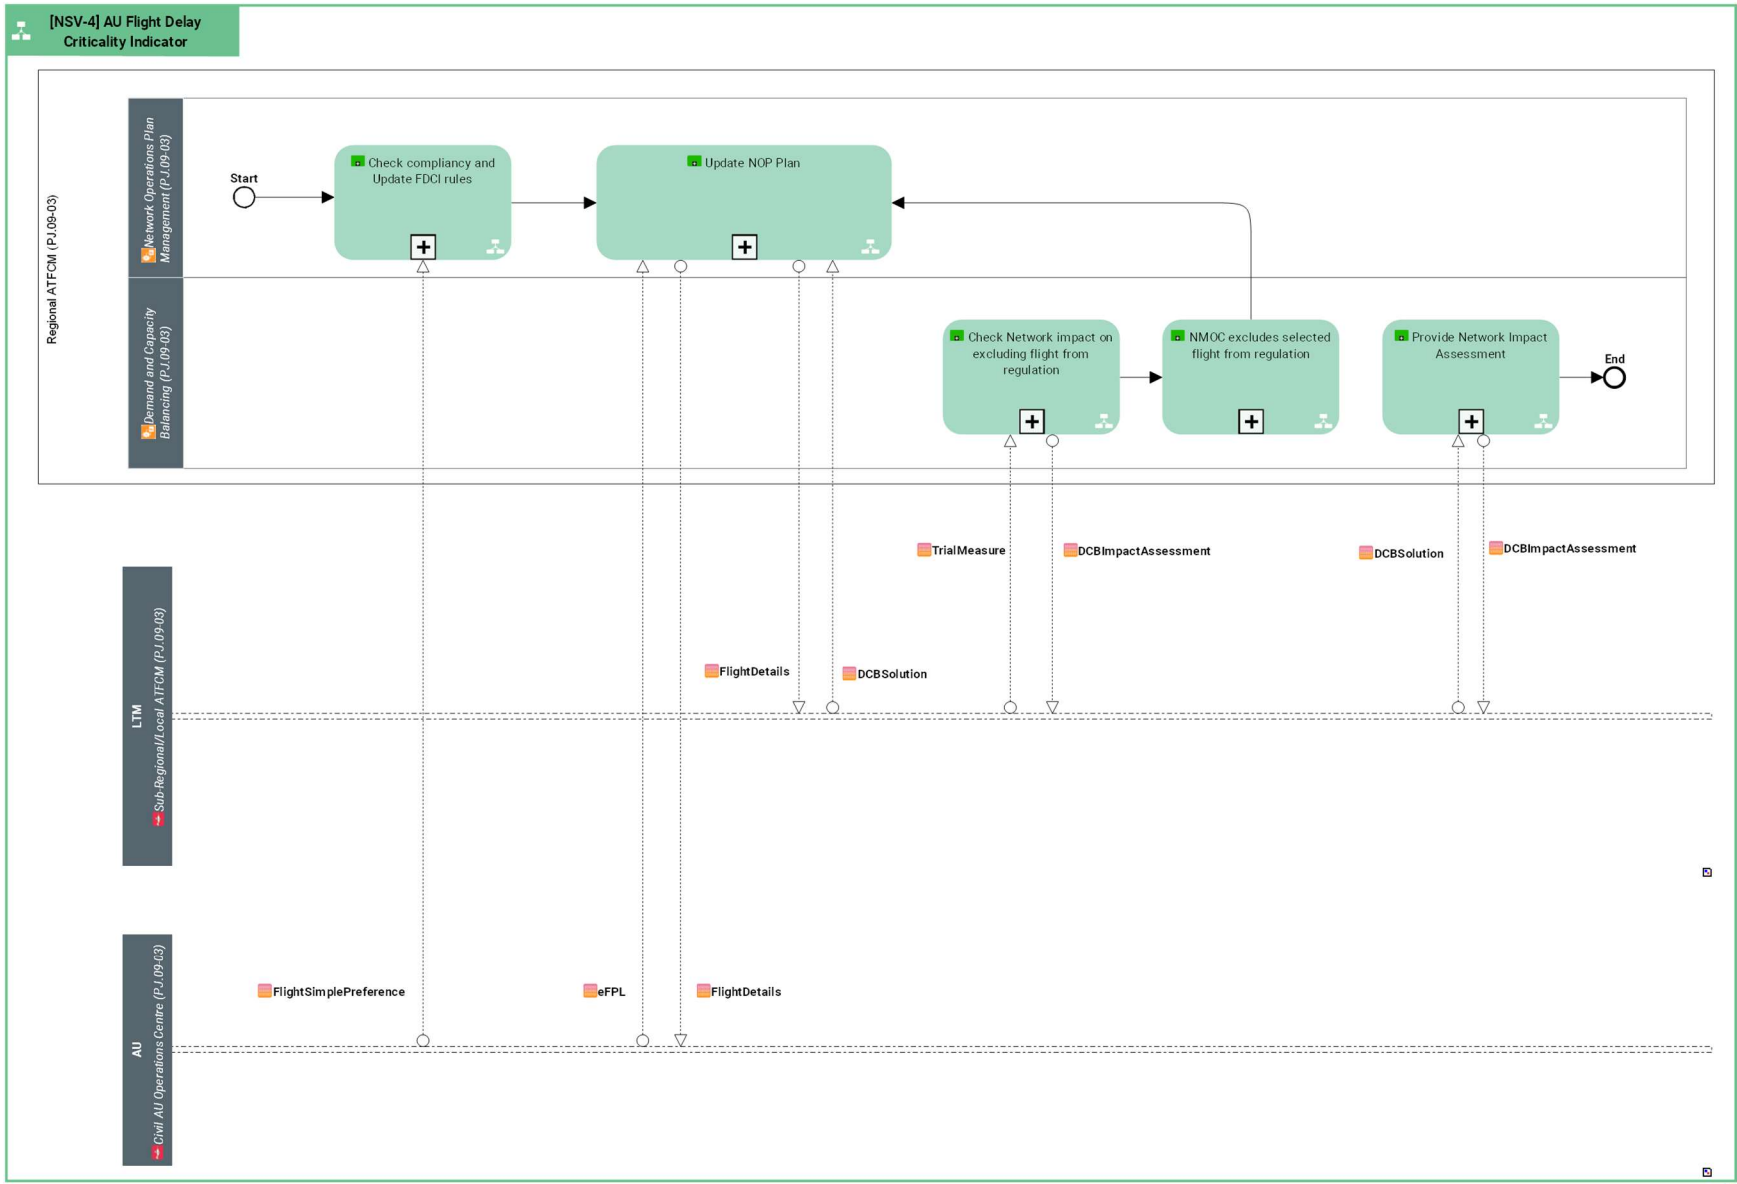 [NSV-4] AU Flight Delay
Criticality Indicator
Regional ATFCM (PJ.09-03)
Network Operations Plan
Management (PJ.09-03)
Start
Check compliancy and
Update FDCI rules
Update NOP Plan
Demand and Capacity
Balancing (PJ.09-03)
Check Network impact on
excluding flight from
regulation
NMOC excludes selected
flight from regulation
Provide Network Impact
Assessment
End
TrialMeasure
DCBImpactAssessment
DCBSolution
DCBImpactAssessment
LTM
Sub-Regional/Local ATFCM (PJ.09-03)
FlightDetails
DCBSolution
AU
Civil AU Operations Centre (PJ.09-03)
FlightSimplePreference
eFPL
FlightDetails